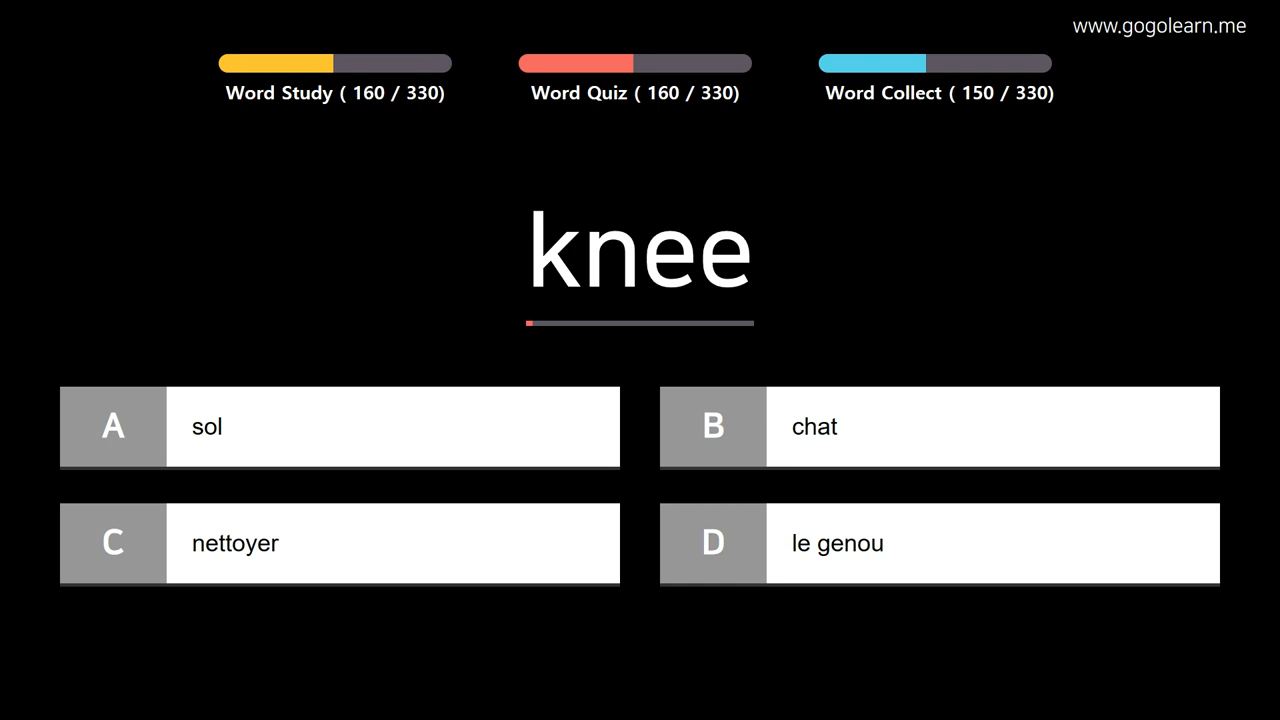 www.gogolearn.me
Word Study ( 160 / 330)
Word Quiz ( 160 / 330)
Word Collect ( 150 / 330)
knee
A sol
B chat
C nettoyer
D le genou